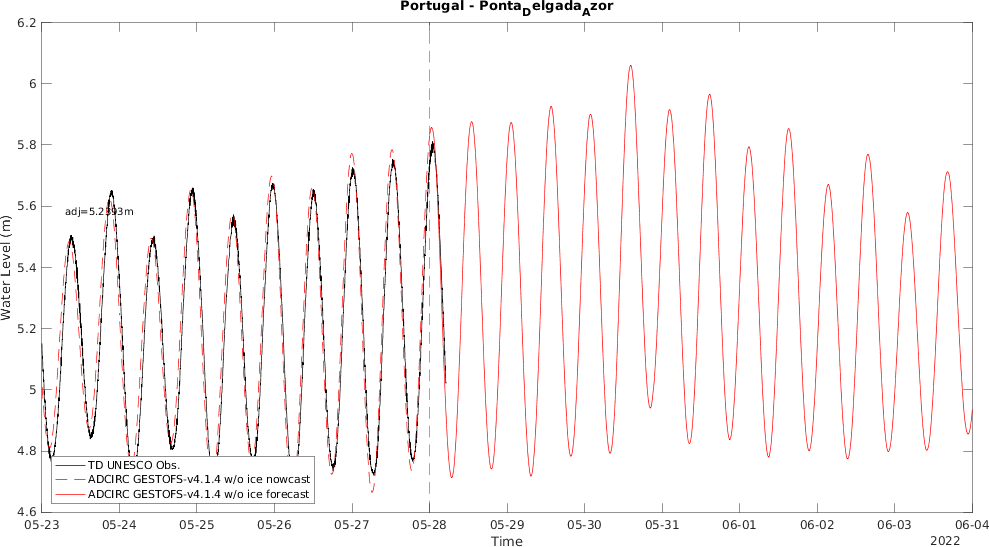 Portugal - PontaDelgadaAzor
6.2
6
5.8
5.6
5.4
5.2
5
4.8
4.6
Water Level (m)
adj=5.2393m
TD UNESCO Obs.
ADCIRC GESTOFS-v4.1.4 w/o ice nowcast
ADCIRC GESTOFS-v4.1.4 w/o ice forecast
05-23 05-24 05-25 05-26 05-27 05-28 05-29 05-30 05-31 06-01 06-02 06-03 06-04
Time
2022